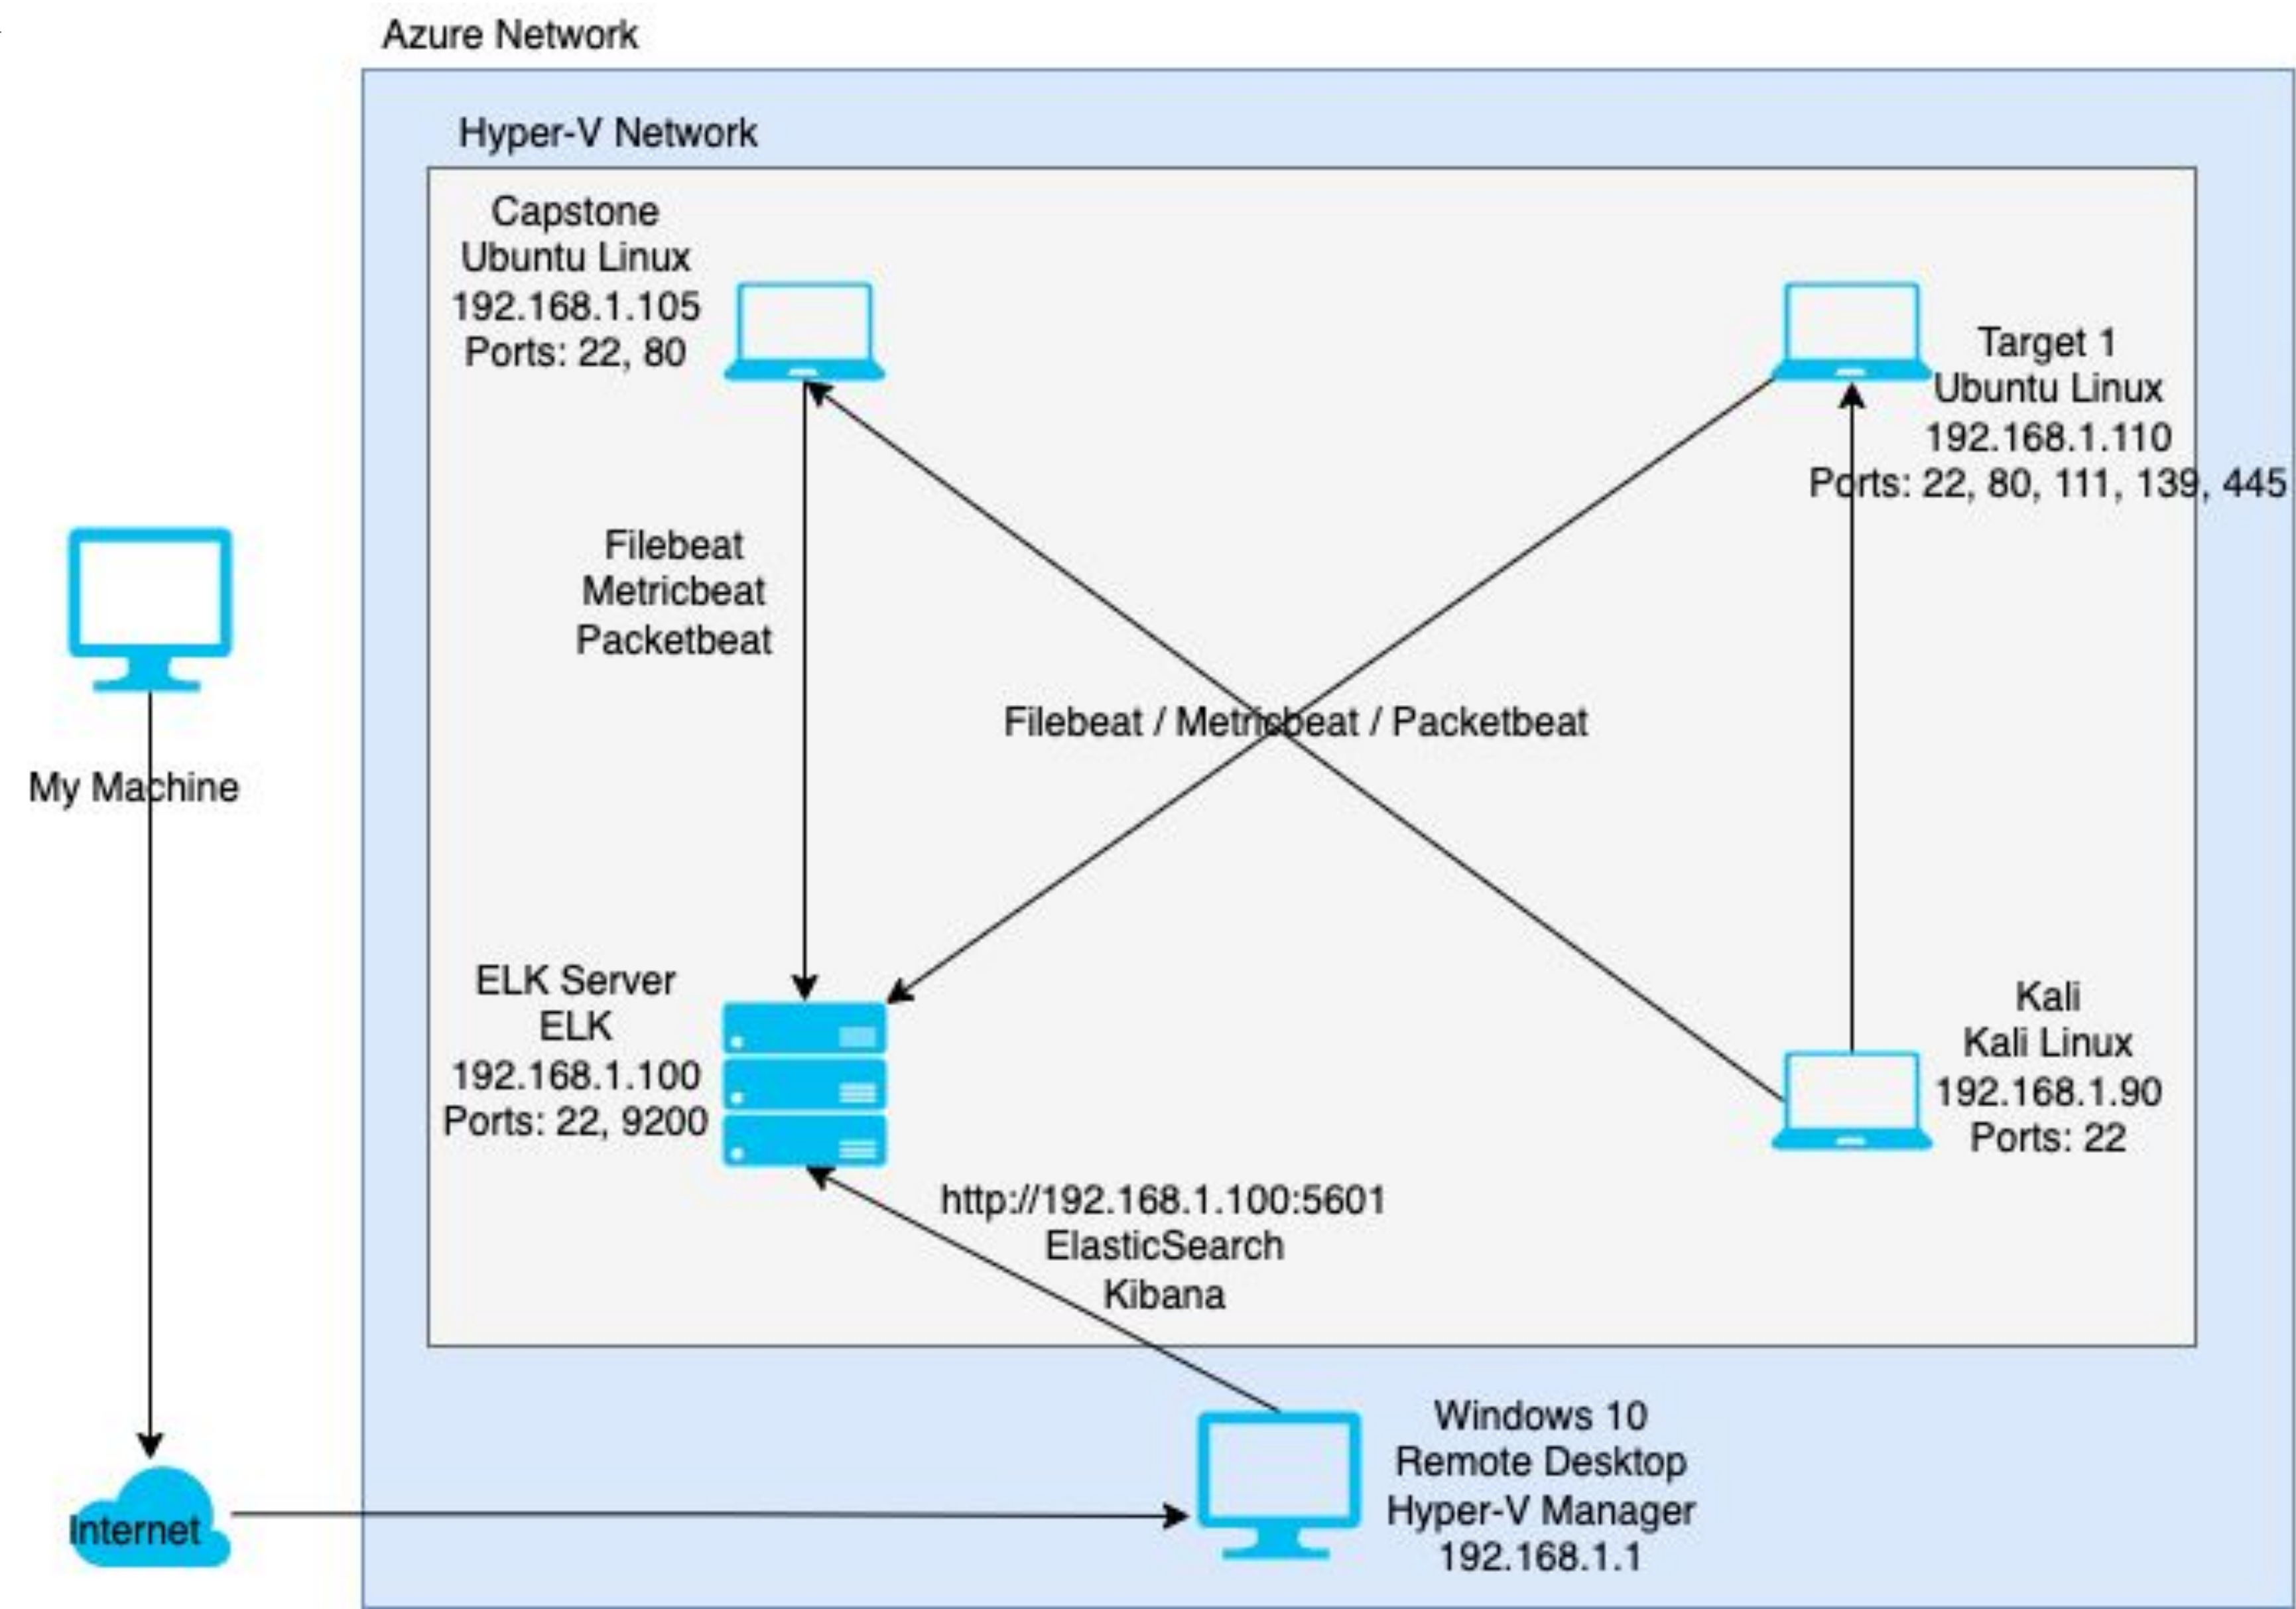 Azure Network
Hyper-V Network
Capstone
Ubuntu Linux
192.168.1.105
Ports: 22, 80
Target 1
Ubuntu Linux
192.168.1.110
Ports: 22, 80, 111, 139, 445
Filebeat
Metricbeat
Packetbeat
Filebeat / Metricbeat / Packetbeat
My Machine
ELK Server
ELK
192.168.1.100
Ports: 22, 9200
Kali
Kali Linux
192.168.1.90
Ports: 22
http://192.168.1.100:5601
ElasticSearch
Kibana
Windows 10
Remote Desktop
Hyper-V Manager
192.168.1.1
Internet